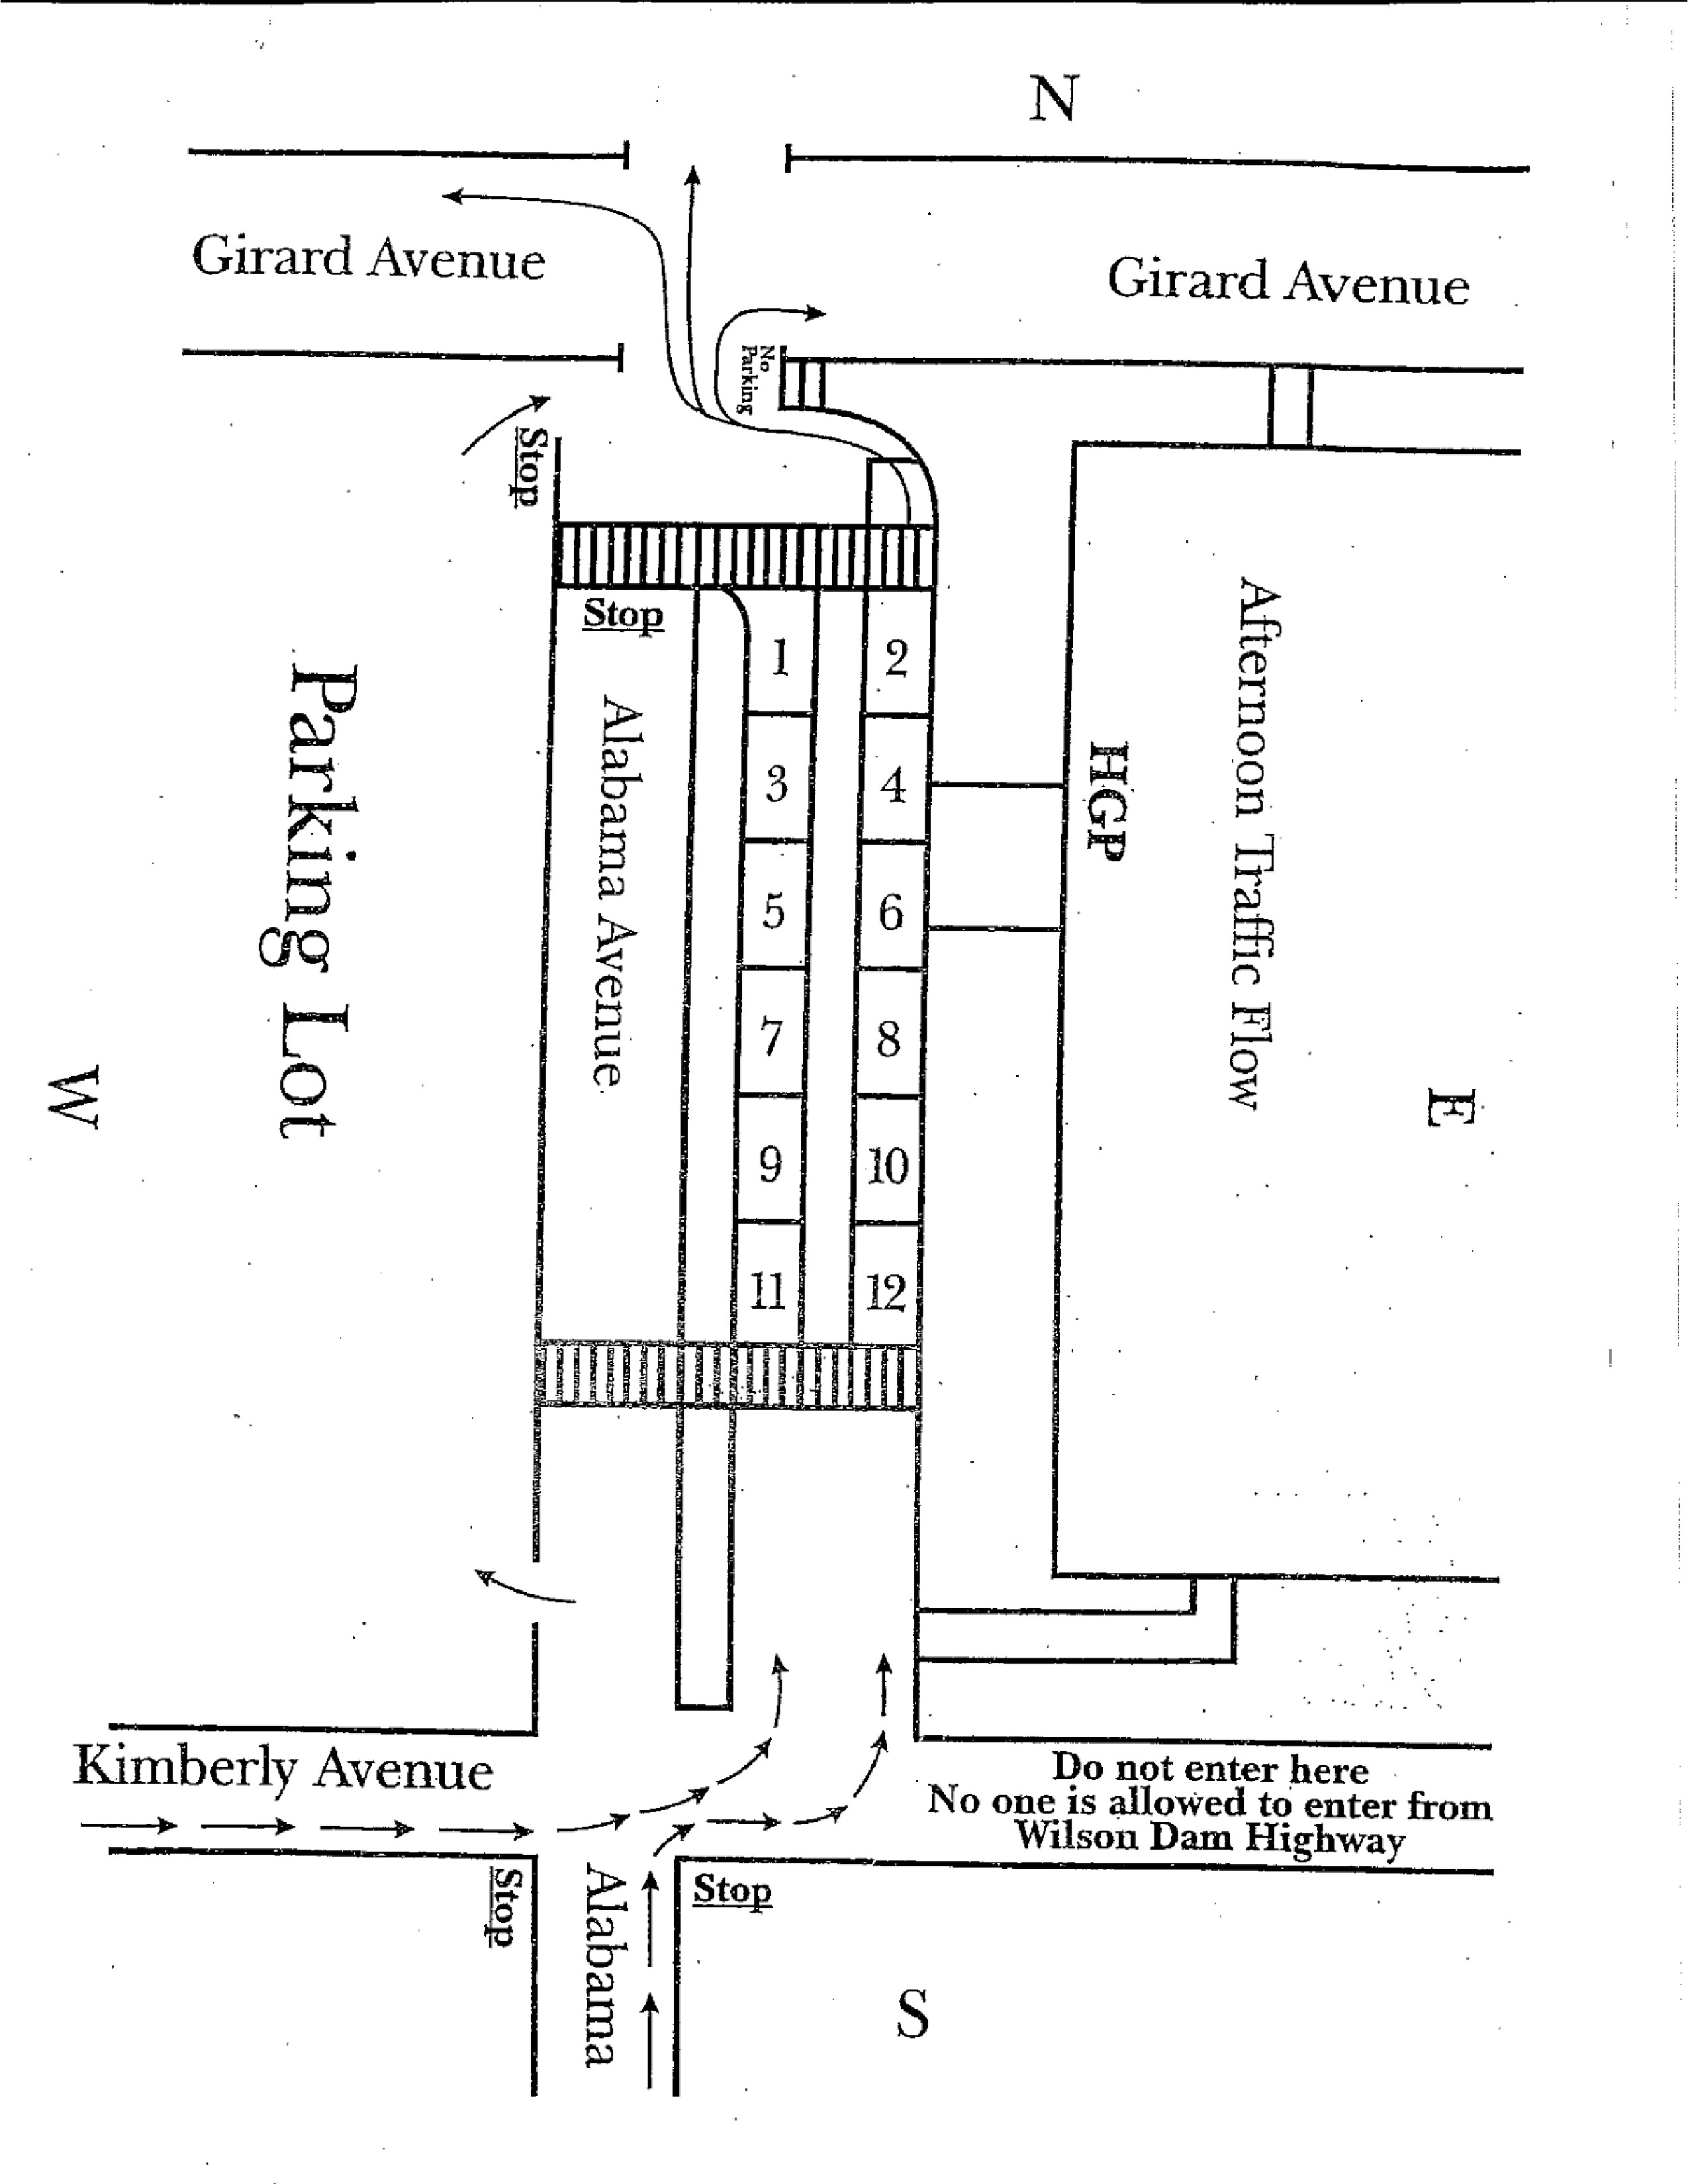 N
Girard Avenue
Girard Avenue
No
Parking
Stop
Stop
1
2
3
4
5
6
7
8
9
10
11
12
Alabama Avenue
HGP
Afternoon Traffic Flow
Parking Lot
W
E
Kimberly Avenue
Do not enter here
No one is allowed to enter from
Wilson Dam Highway
Stop
Alabama
Stop
S